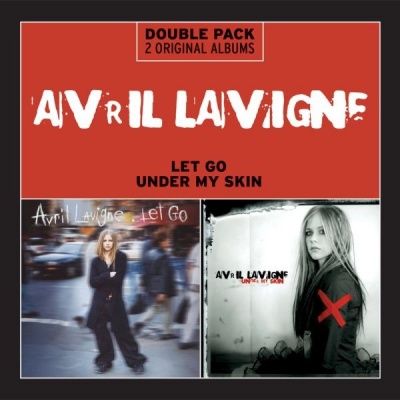 DOUBLE PACK
2 ORIGINAL ALBUMS
AVRIL LAVIGNE
LET GO
UNDER MY SKIN
Avril Lavigne . Let Go
AVRIL LAVIGNE
UNDER MY SKIN